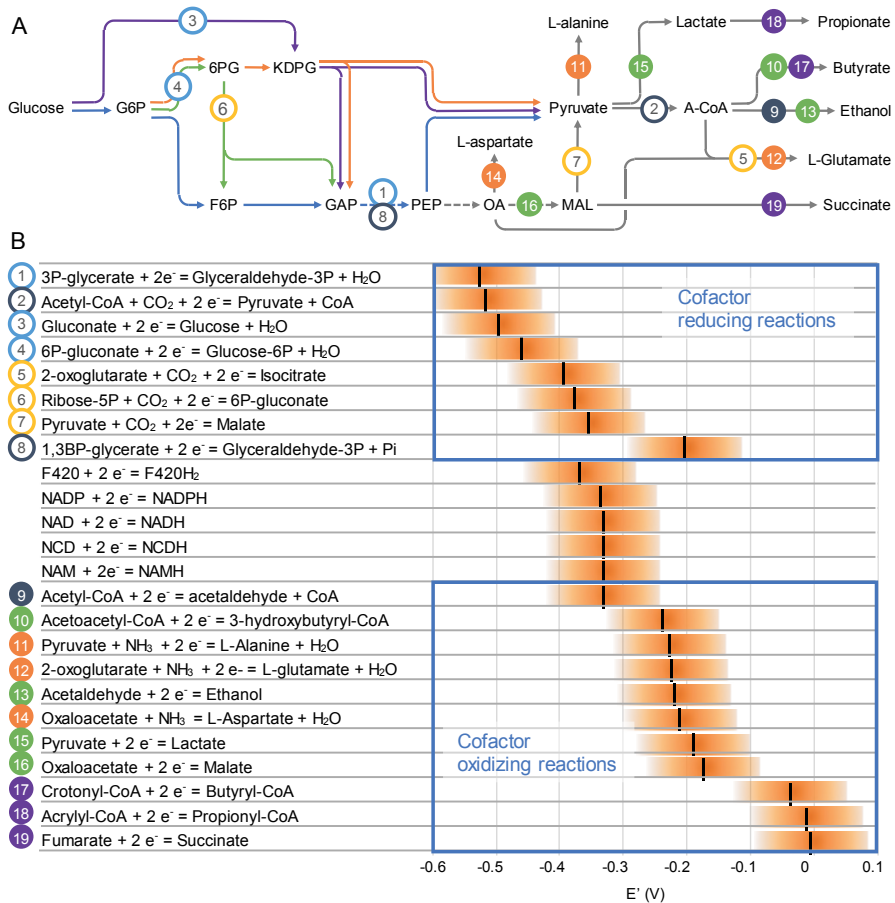 A
3
L-alanine
Lactate
18
Propionate
4
6PG
KDPG
11
15
10
17
Butyrate
Glucose
G6P
6
Pyruvate
2
A-CoA
9
13
Ethanol
L-aspartate
7
5
12
L-Glutamate
14
1
F6P
GAP
PEP
OA
16
MAL
19
Succinate
8
B
1 3P-glycerate + 2e⁻ = Glyceraldehyde-3P + H₂O
2 Acetyl-CoA + CO₂ + 2 e⁻ = Pyruvate + CoA
3 Gluconate + 2 e⁻ = Glucose + H₂O
4 6P-gluconate + 2 e⁻ = Glucose-6P + H₂O
5 2-oxoglutarate + CO₂ + 2 e⁻ = Isocitrate
6 Ribose-5P + CO₂ + 2 e⁻ = 6P-gluconate
7 Pyruvate + CO₂ + 2e⁻ = Malate
8 1,3BP-glycerate + 2 e⁻ = Glyceraldehyde-3P + Pi
Cofactor
reducing reactions
F420 + 2 e⁻ = F420H₂
NADP + 2 e⁻ = NADPH
NAD + 2 e⁻ = NADH
NCD + 2 e⁻ = NCDH
NAM + 2e⁻ = NAMH
9 Acetyl-CoA + 2 e⁻ = acetaldehyde + CoA
10 Acetoacetyl-CoA + 2 e⁻ = 3-hydroxybutyryl-CoA
11 Pyruvate + NH₃ + 2 e⁻ = L-Alanine + H₂O
12 2-oxoglutarate + NH₃ + 2 e- = L-glutamate + H₂O
13 Acetaldehyde + 2 e⁻ = Ethanol
14 Oxaloacetate + NH₃ = L-Aspartate + H₂O
15 Pyruvate + 2 e⁻ = Lactate
16 Oxaloacetate + 2 e⁻ = Malate
17 Crotonyl-CoA + 2 e⁻ = Butyryl-CoA
18 Acrylyl-CoA + 2 e⁻ = Propionyl-CoA
19 Fumarate + 2 e⁻ = Succinate
Cofactor
oxidizing reactions
-0.6 -0.5 -0.4 -0.3 -0.2 -0.1 0 0.1
E' (V)